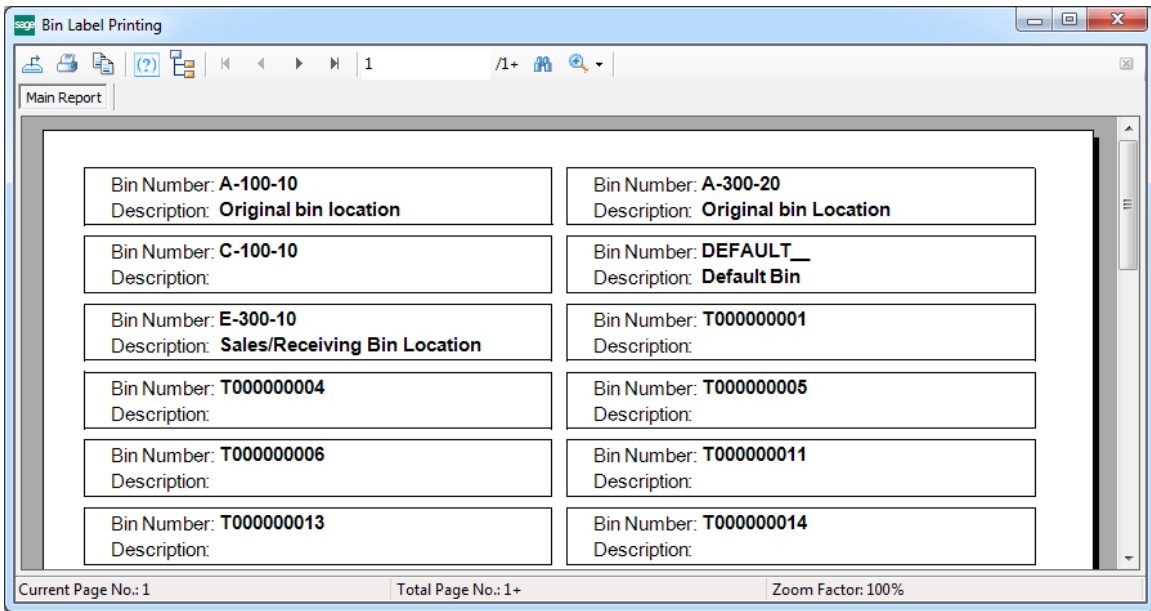 sage Bin Label Printing
1 /1+
Main Report
Bin Number: A-100-10
Description: Original bin location
Bin Number: A-300-20
Description: Original bin Location
Bin Number: C-100-10
Description:
Bin Number: DEFAULT__
Description: Default Bin
Bin Number: E-300-10
Description: Sales/Receiving Bin Location
Bin Number: T000000001
Description:
Bin Number: T000000004
Description:
Bin Number: T000000005
Description:
Bin Number: T000000006
Description:
Bin Number: T000000011
Description:
Bin Number: T000000013
Description:
Bin Number: T000000014
Description:
Current Page No.: 1 Total Page No.: 1+ Zoom Factor: 100%